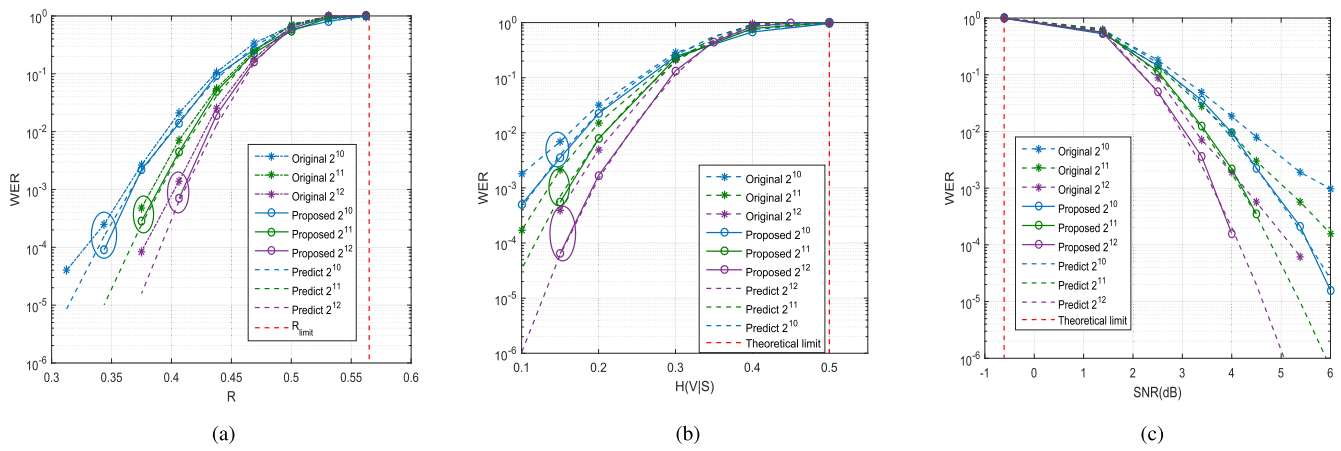 10^0
10^-1
10^-2
10^-3
10^-4
10^-5
10^-6
WER
0.3
0.35
0.4
0.45
0.5
0.55
0.6
R
Original 2^10
Original 2^11
Original 2^12
Proposed 2^10
Proposed 2^11
Proposed 2^12
Predict 2^10
Predict 2^11
Predict 2^12
R_limit
(a)
10^0
10^-1
10^-2
10^-3
10^-4
10^-5
10^-6
WER
0.1
0.2
0.3
0.4
0.5
H(V|S)
Original 2^10
Original 2^11
Original 2^12
Proposed 2^10
Proposed 2^11
Proposed 2^12
Predict 2^12
Predict 2^11
Predict 2^10
Theoretical limit
(b)
10^0
10^-1
10^-2
10^-3
10^-4
10^-5
10^-6
WER
-1
0
1
2
3
4
5
6
SNR(dB)
Original 2^10
Original 2^11
Original 2^12
Proposed 2^10
Proposed 2^11
Proposed 2^12
Predict 2^10
Predict 2^11
Predict 2^12
Theoretical limit
(c)